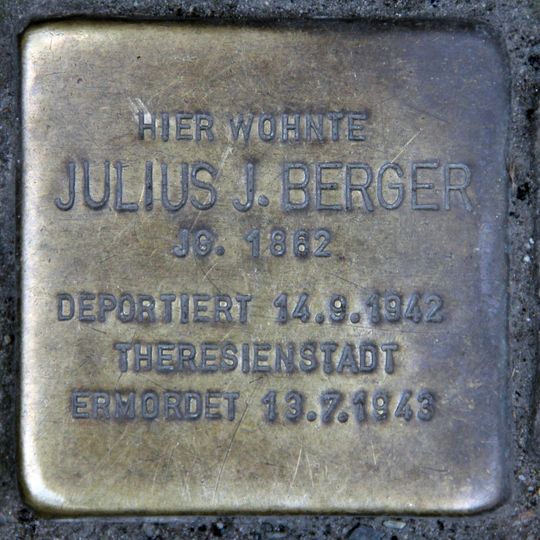 HIER WOHNTE
JULIUS J. BERGER
JG. 1862
DEPORTIERT 14.9.1942
THERESIENSTADT
ERMORDET 13.7.1943